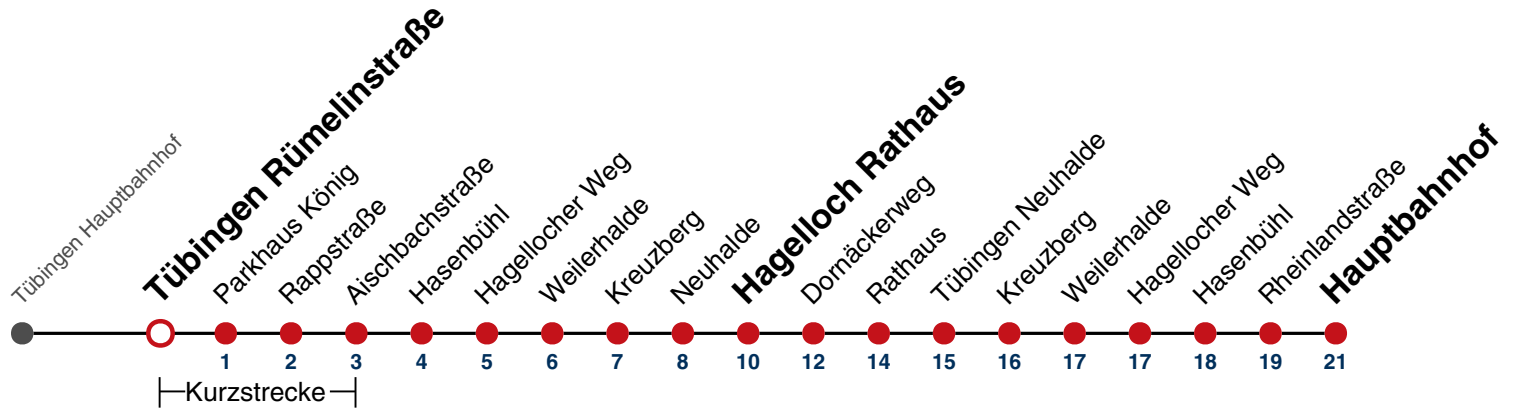 Tübingen Hauptbahnhof
Tübingen Rümelinstraße
Parkhaus König
Rappstraße
Aischbachstraße
Hasenbühl
Hagellocher Weg
Weilerhalde
Kreuzberg
Neuhalde
Hagelloch Rathaus
Dornäckerweg
Rathaus
Tübingen Neuhalde
Kreuzberg
Weilerhalde
Hagellocher Weg
Hasenbühl
Rheinlandstraße
Hauptbahnhof
1 2 3 4 5 6 7 8 10 12 14 15 16 17 17 18 19 21
Kurzstrecke